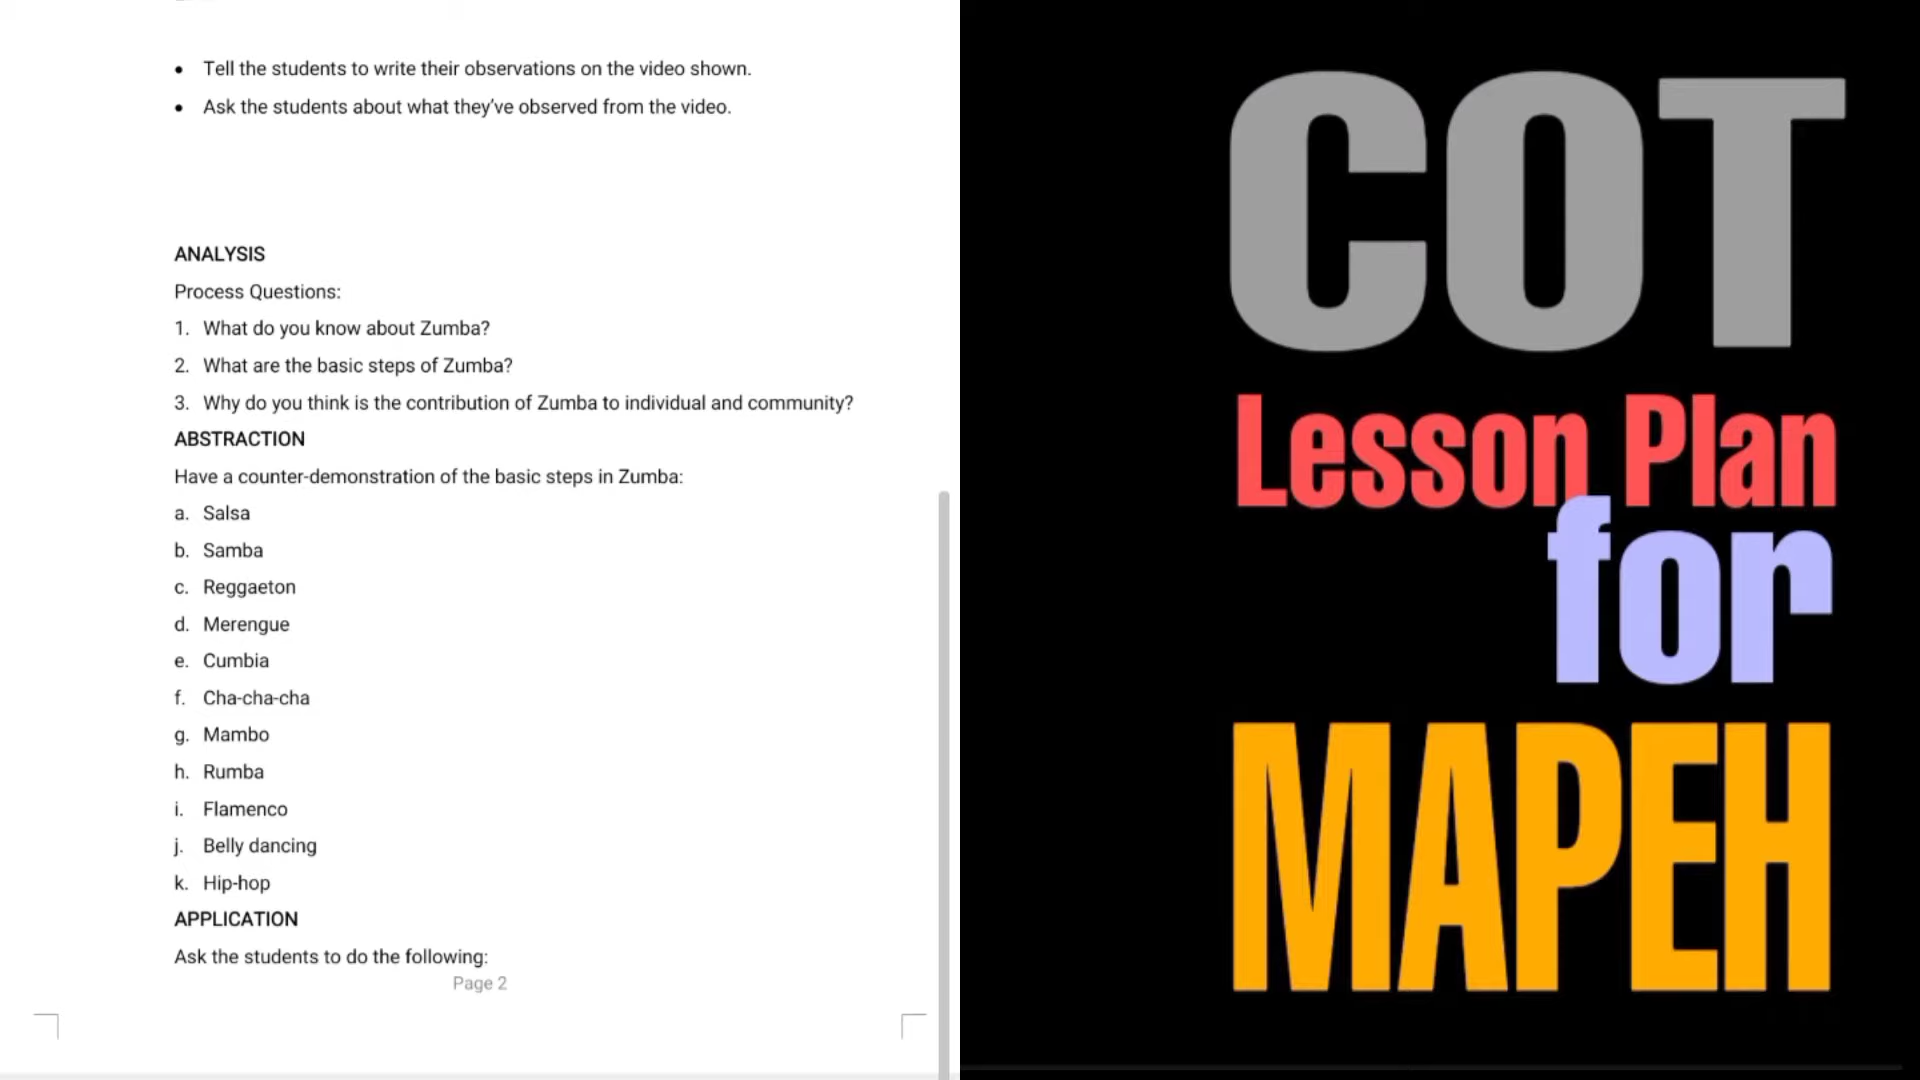 • Tell the students to write their observations on the video shown.
• Ask the students about what they’ve observed from the video.
ANALYSIS
Process Questions:
1. What do you know about Zumba?
2. What are the basic steps of Zumba?
3. Why do you think is the contribution of Zumba to individual and community?
ABSTRACTION
Have a counter-demonstration of the basic steps in Zumba:
a. Salsa
b. Samba
c. Reggaeton
d. Merengue
e. Cumbia
f. Cha-cha-cha
g. Mambo
h. Rumba
i. Flamenco
j. Belly dancing
k. Hip-hop
APPLICATION
Ask the students to do the following:
Page 2
COT
Lesson Plan
for
MAPEH